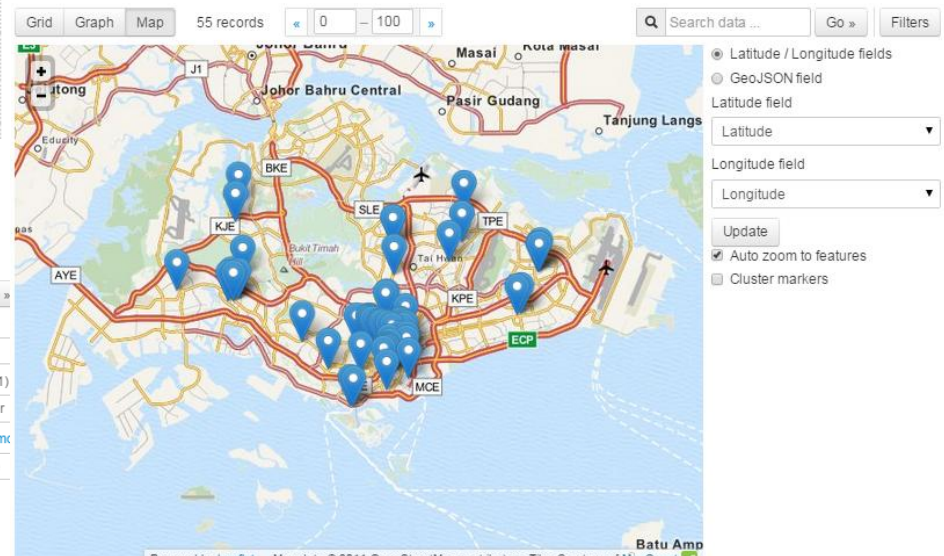 Grid Graph Map 55 records « 0 – 100 » Search data ... Go » Filters
Latitude / Longitude fields
GeoJSON field
Latitude field
Latitude
Longitude field
Longitude
Update
Auto zoom to features
Cluster markers
Masai
Kota Masai
J1
+
-
Johor Bahru Central
Pasir Gudang
Tanjung Langs
Educity
BKE
SLE
TPE
KJE
Bukit Timah
Hill
AYE
KPE
ECP
MCE
Batu Amp
»